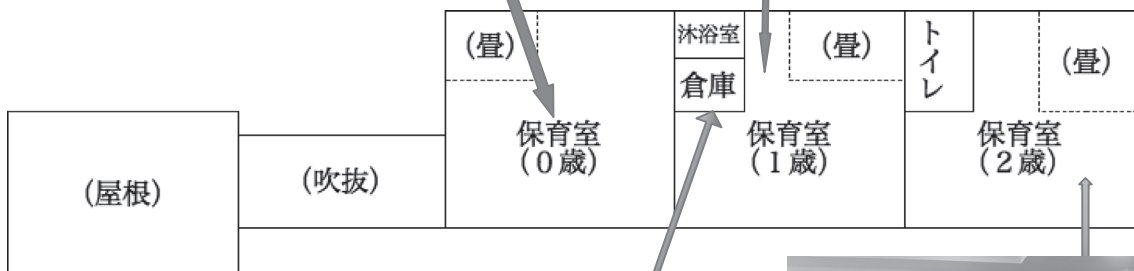 (屋根)
(吹抜)
(畳)
保育室
(0歳)
沐浴室
倉庫
(畳)
保育室
(1歳)
トイレ
(畳)
保育室
(2歳)